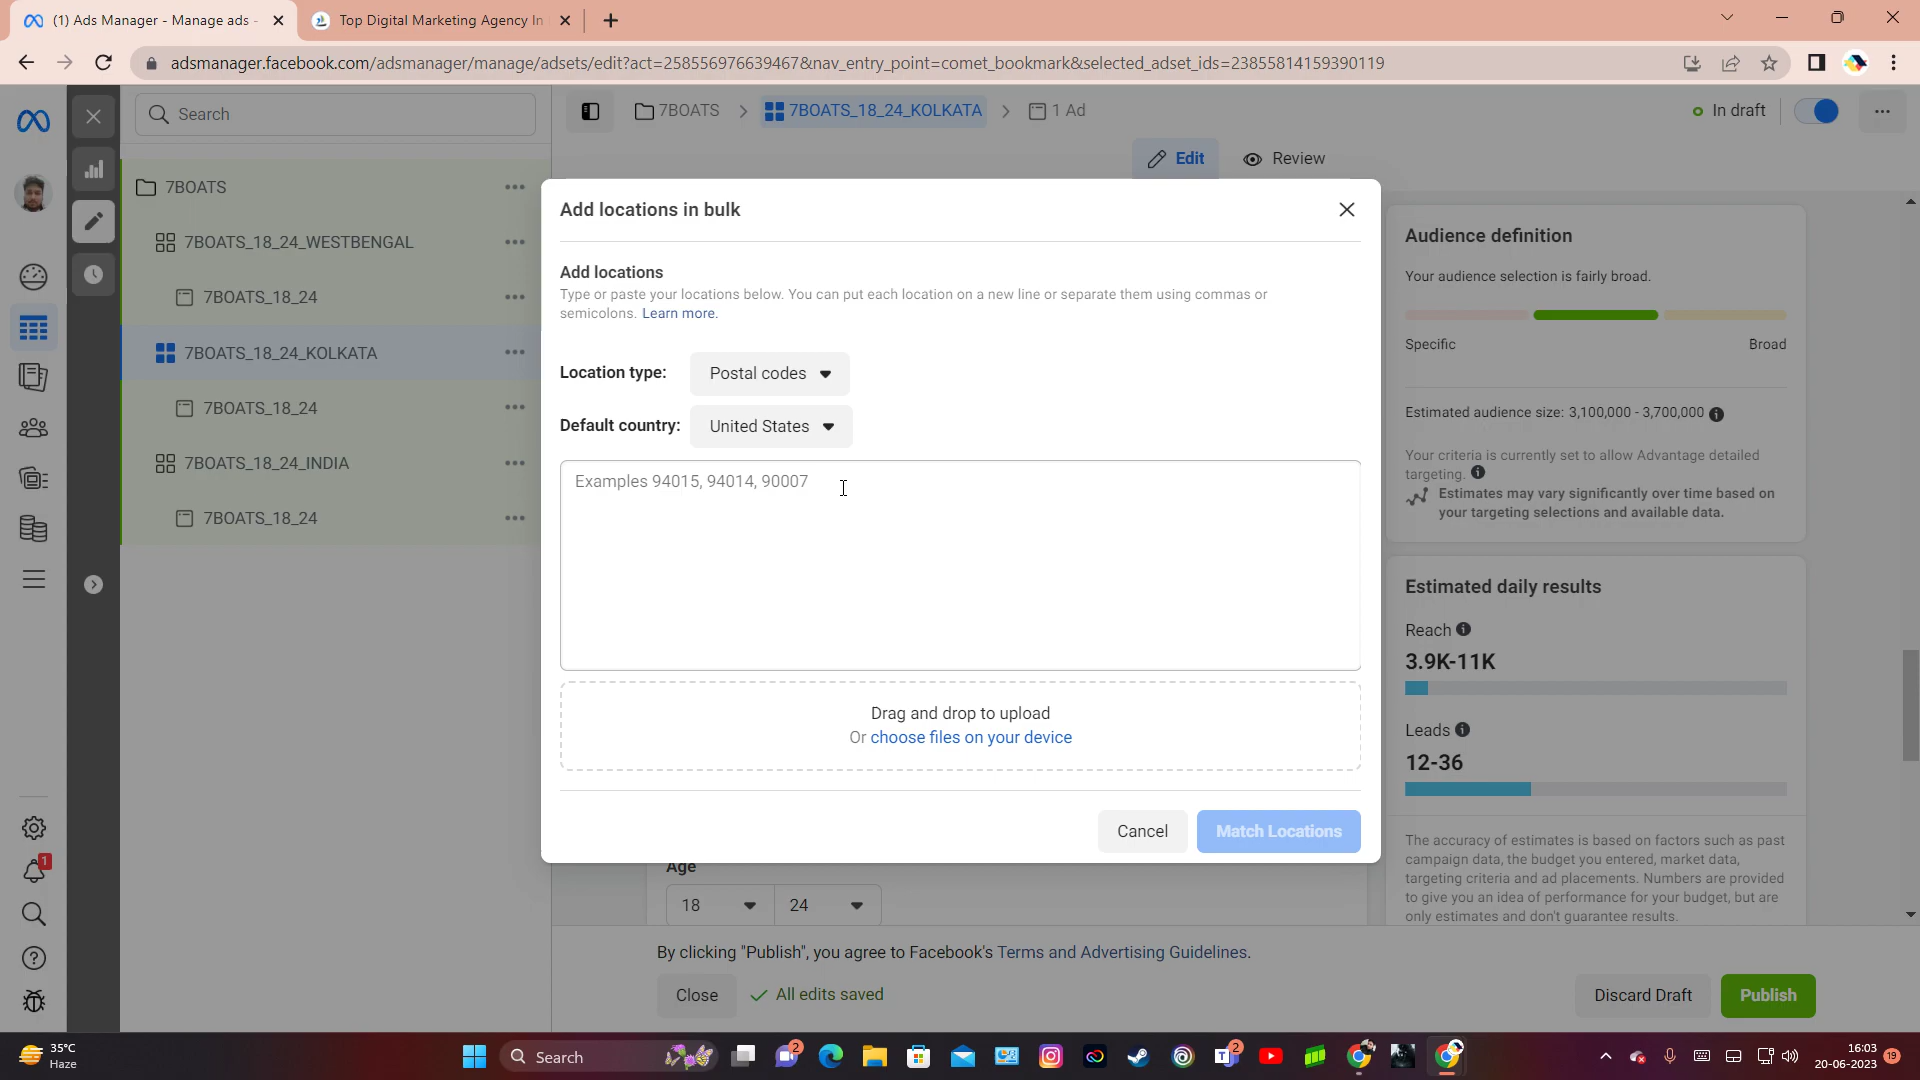 (1) Ads Manager - Manage ads -
Top Digital Marketing Agency In
adsmanager.facebook.com/adsmanager/manage/adsets/edit?act=258556976639467&nav_entry_point=comet_bookmark&selected_adset_ids=23855814159390119
Search
7BOATS
7BOATS_18_24_KOLKATA
1 Ad
In draft
Edit
Review
7BOATS
7BOATS_18_24_WESTBENGAL
7BOATS_18_24
7BOATS_18_24_KOLKATA
7BOATS_18_24
7BOATS_18_24_INDIA
7BOATS_18_24
1
Add locations in bulk
Add locations
Type or paste your locations below. You can put each location on a new line or separate them using commas or
semicolons. Learn more.
Location type:
Postal codes
Default country:
United States
Examples 94015, 94014, 90007
Drag and drop to upload
Or choose files on your device
Cancel
Match Locations
Age
18
24
Audience definition
Your audience selection is fairly broad.
Specific
Broad
Estimated audience size: 3,100,000 - 3,700,000
Your criteria is currently set to allow Advantage detailed
targeting.
Estimates may vary significantly over time based on
your targeting selections and available data.
Estimated daily results
Reach
3.9K-11K
Leads
12-36
The accuracy of estimates is based on factors such as past
campaign data, the budget you entered, market data,
targeting criteria and ad placements. Numbers are provided
to give you an idea of performance for your budget, but are
only estimates and don't guarantee results.
By clicking "Publish", you agree to Facebook's Terms and Advertising Guidelines.
Close
All edits saved
Discard Draft
Publish
35°C
Haze
Search
2
2
16:03
20-06-2023
19